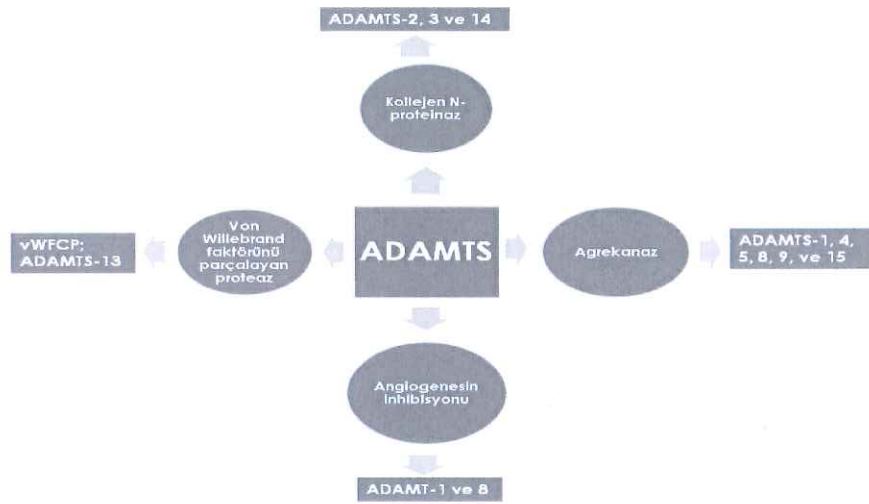 ADAMTS-2, 3 ve 14
Kollejen N-
proteinaz
vWFCP;
ADAMTS-13
Von
Willebrand
faktörünü
parçalayan
proteaz
ADAMTS
Agrekanaz
ADAMTS-1, 4,
5, 8, 9, ve 15
Angiogenesin
inhibisyonu
ADAMT-1 ve 8